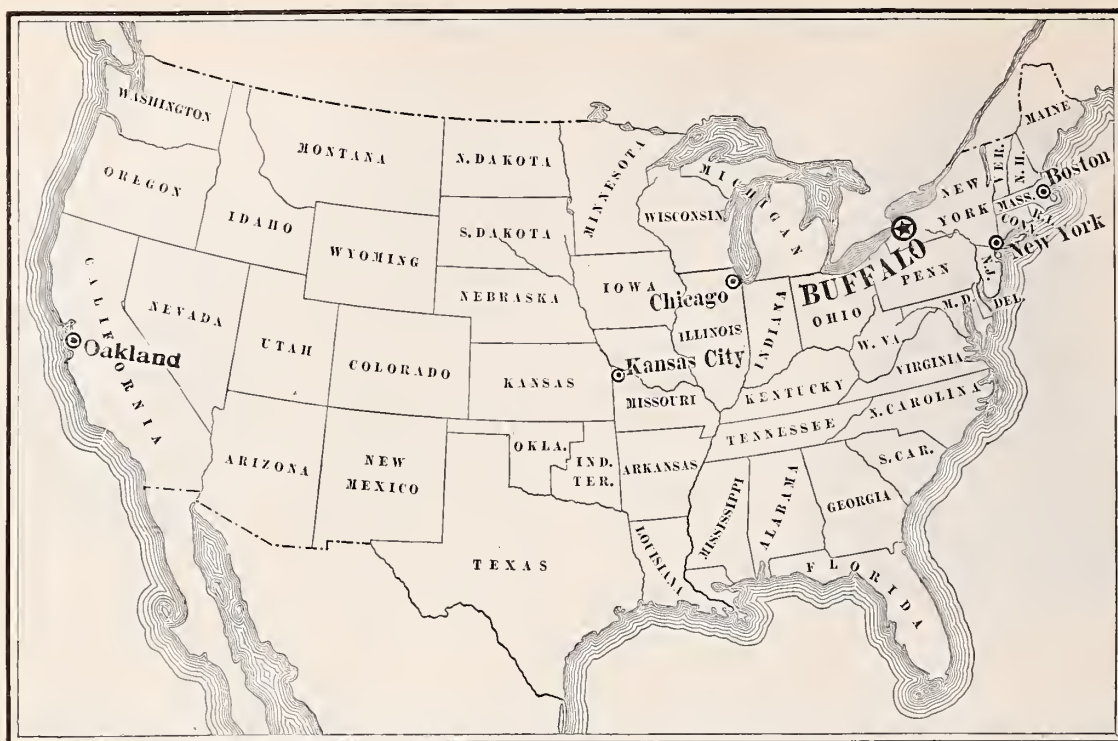 WASHINGTON
OREGON
CALIFORNIA
Oakland
NEVADA
IDAHO
MONTANA
WYOMING
UTAH
COLORADO
ARIZONA
NEW
MEXICO
N. DAKOTA
S. DAKOTA
NEBRASKA
KANSAS
OKLA.
IND.
TER.
TEXAS
MINNESOTA
IOWA
Kansas City
MISSOURI
ARKANSAS
LOUISIANA
WISCONSIN
MICHIGAN
Chicago
ILLINOIS
INDIANA
OHIO
KENTUCKY
TENNESSEE
MISSISSIPPI
ALABAMA
GEORGIA
FLORIDA
S. CAR.
N. CAROLINA
VIRGINIA
W. VA
M.D.
DEL.
N.J.
PENN
BUFFALO
NEW
YORK
New York
CON.
R.I.
MASS.
Boston
VER.
N.H.
MAINE